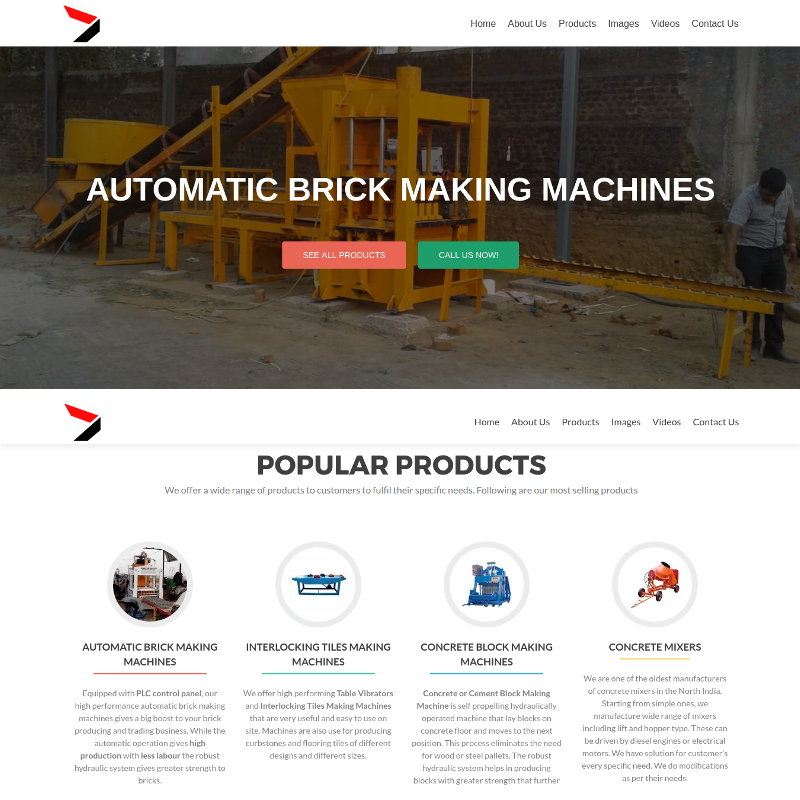 Home About Us Products Images Videos Contact Us
AUTOMATIC BRICK MAKING MACHINES
SEE ALL PRODUCTS CALL US NOW!
Home About Us Products Images Videos Contact Us
POPULAR PRODUCTS
We offer a wide range of products to customers to fulfil their specific needs. Following are our most selling products
AUTOMATIC BRICK MAKING
MACHINES
Equipped with PLC control panel, our
high performance automatic brick making
machines gives a big boost to your brick
producing and trading business. While the
automatic operation gives high
production with less labour the robust
hydraulic system gives greater strength to
bricks.
INTERLOCKING TILES MAKING
MACHINES
We offer high performing Table Vibrators
and Interlocking Tiles Making Machines
that are very useful and easy to use on
site. Machines are also use for producing
curbstones and flooring tiles of different
designs and different sizes.
CONCRETE BLOCK MAKING
MACHINES
Concrete or Cement Block Making
Machine is self propelling hydraulically
operated machine that lay blocks on
concrete floor and moves to the next
position. This process eliminates the need
for wood or steel pallets. The robust
hydraulic system helps in producing
blocks with greater strength that further
CONCRETE MIXERS
We are one of the oldest manufacturers
of concrete mixers in the North India.
Starting from simple ones, we
manufacture wide range of mixers
including lift and hopper type. These can
be driven by diesel engines or electrical
motors. We have solution for customer's
every specific need. We do modifications
as per their needs.